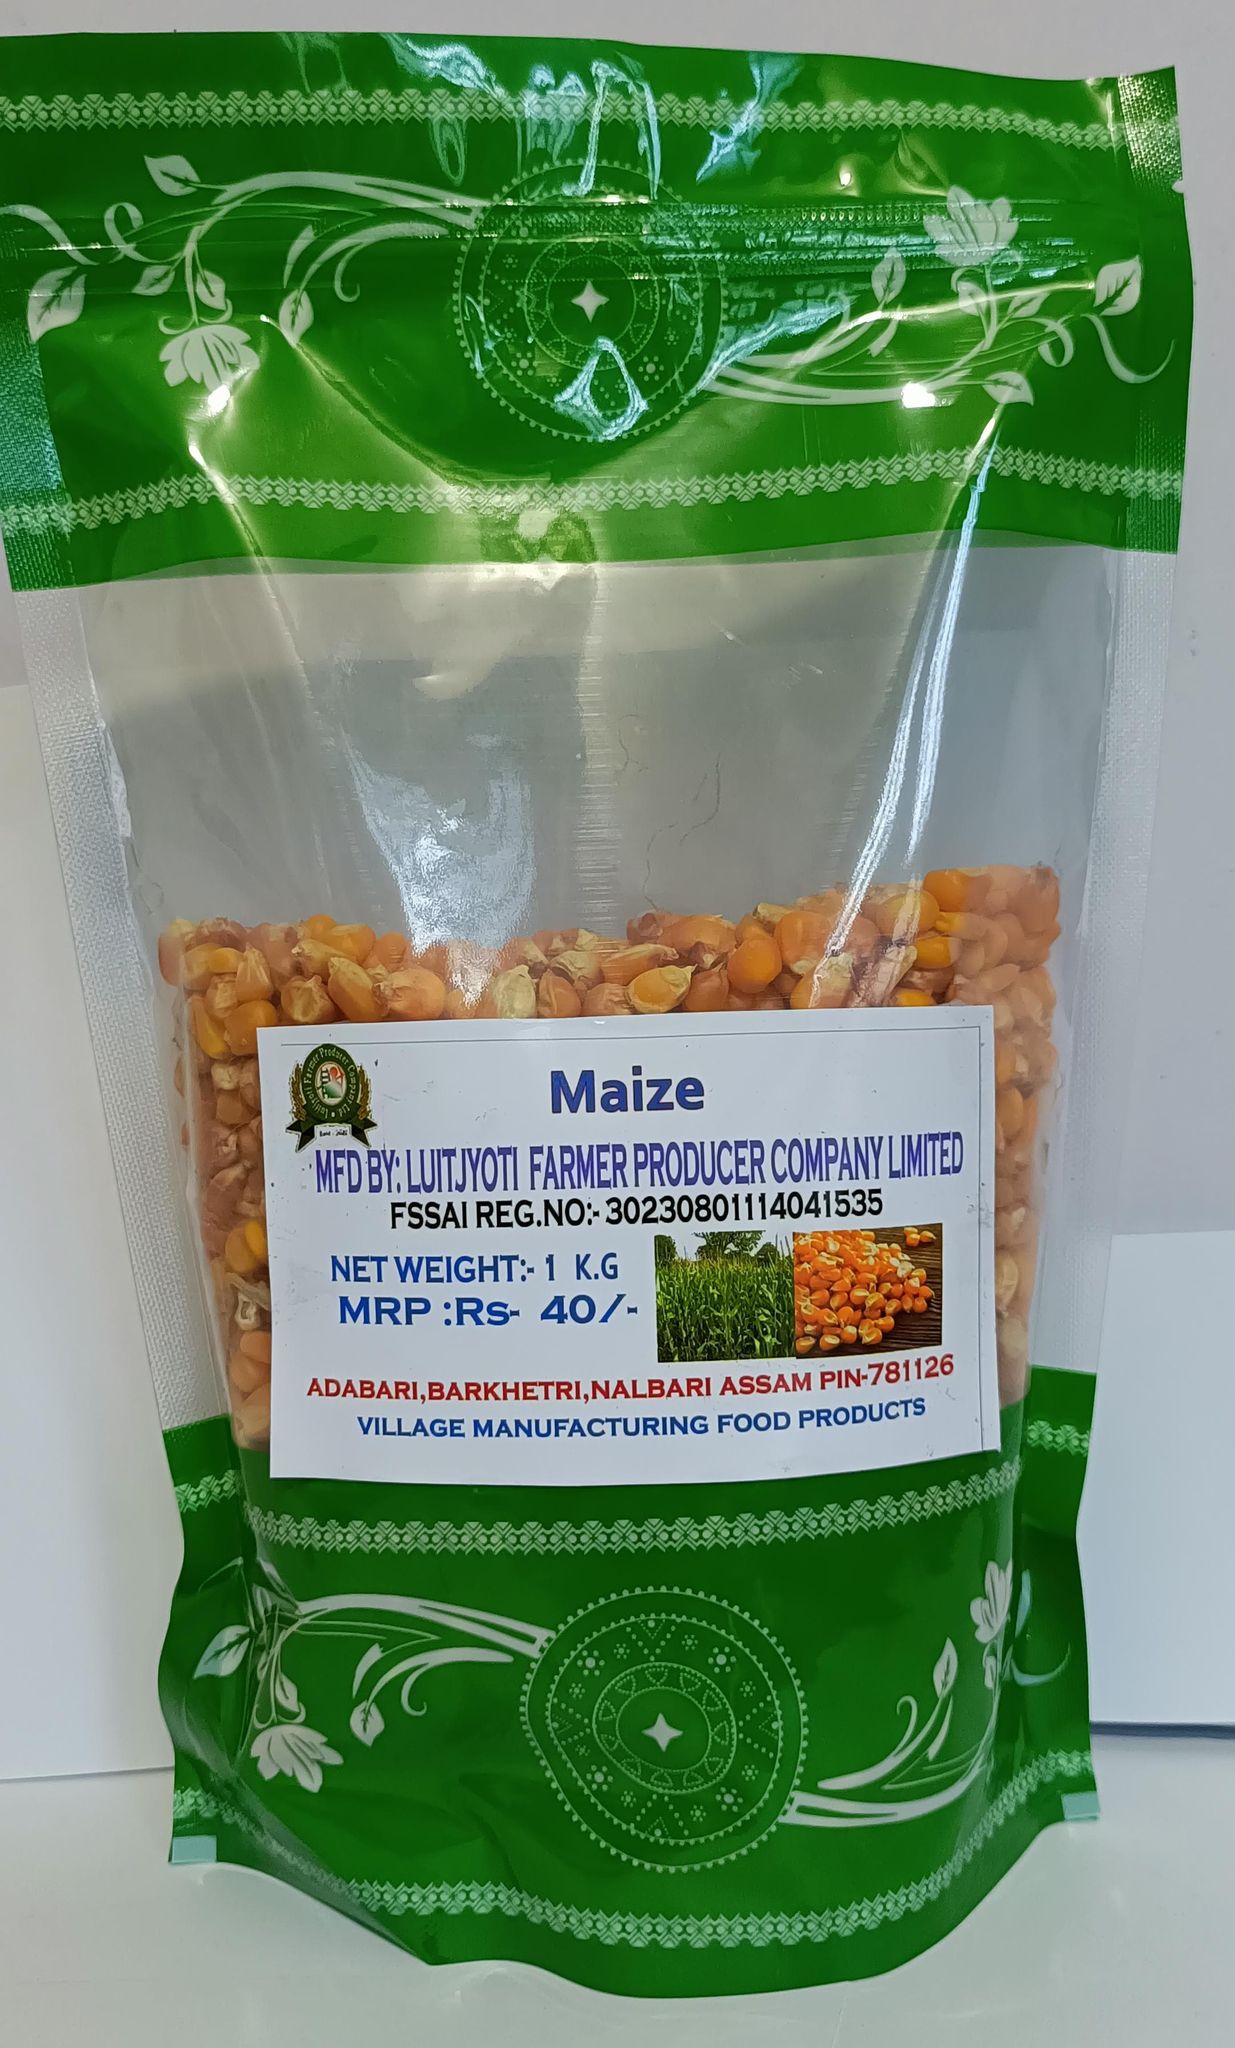 Maize
MFD BY: LUITJYOTI FARMER PRODUCER COMPANY LIMITED
FSSAI REG.NO:- 30230801114041535
NET WEIGHT:- 1 K.G
MRP :Rs- 40/-
ADABARI,BARKHETRI,NALBARI ASSAM PIN-781126
VILLAGE MANUFACTURING FOOD PRODUCTS